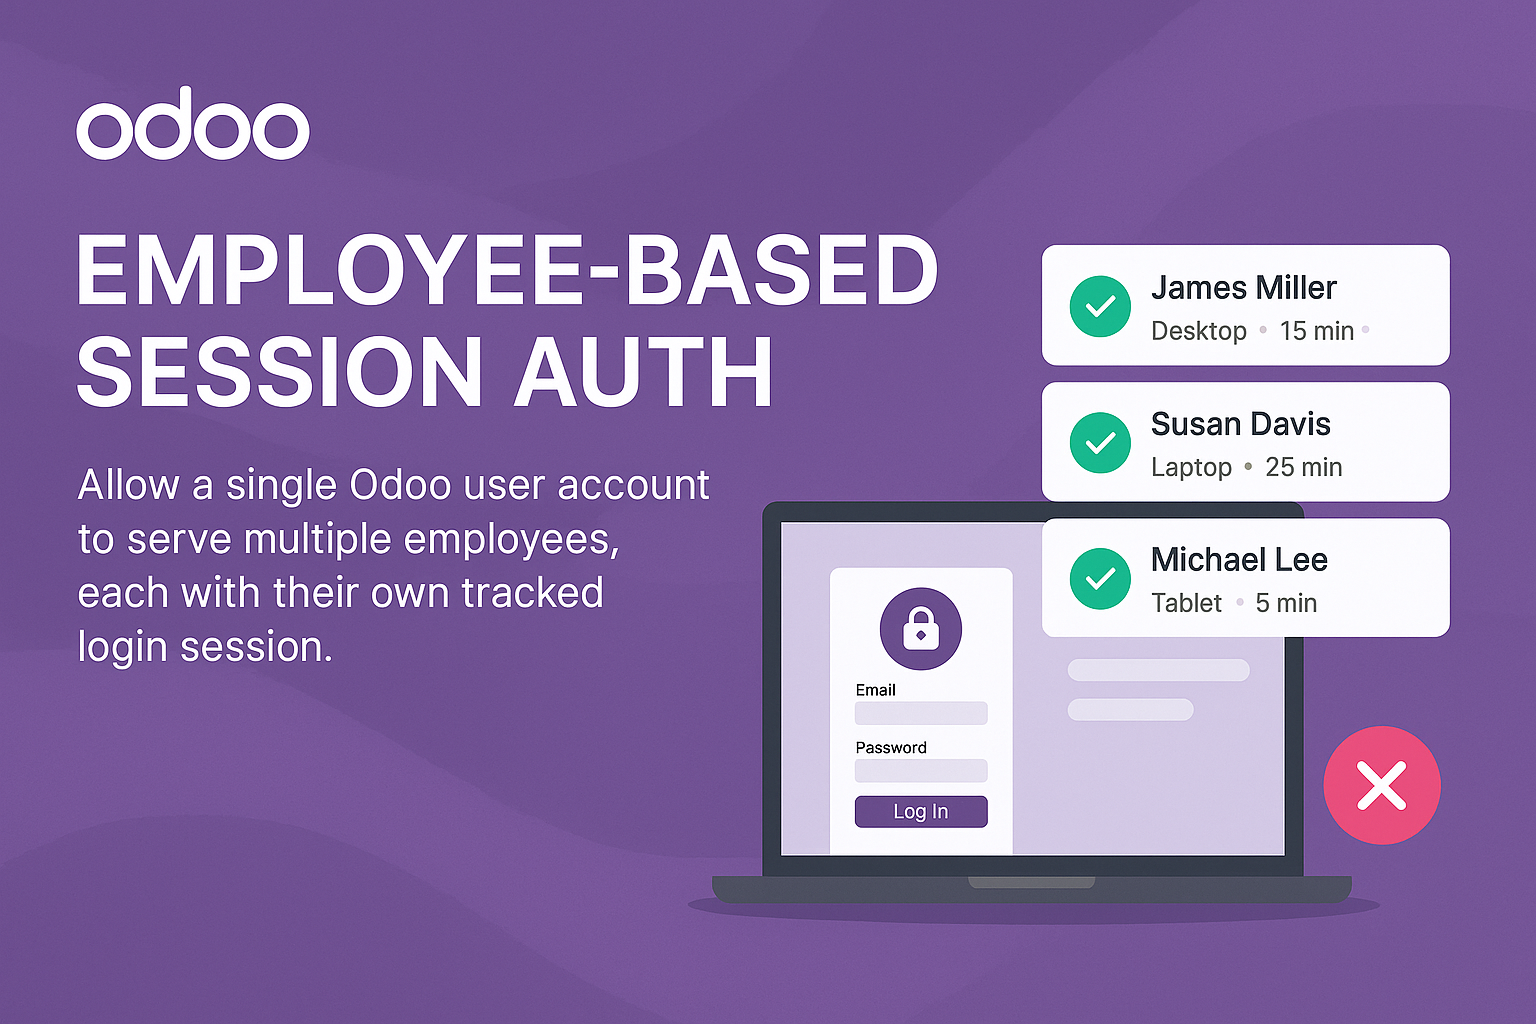 odoo
EMPLOYEE-BASED
SESSION AUTH
Allow a single Odoo user account
to serve multiple employees,
each with their own tracked
login session.
James Miller
Desktop • 15 min •
Susan Davis
Laptop • 25 min
Michael Lee
Tablet • 5 min
Email
Password
Log In